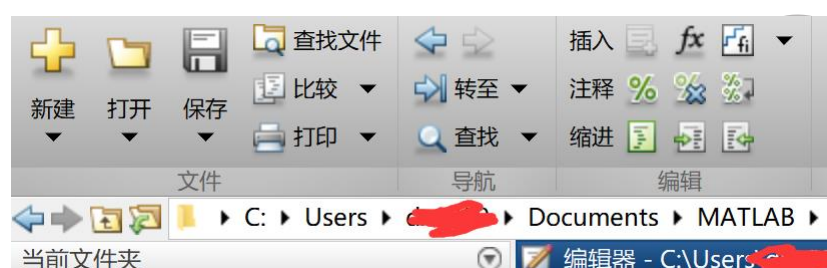 查找文件 插入 fx fi
新建 打开 保存 比较 转至 注释 % % %
打印 查找 缩进
文件 导航 编辑
C: Users Documents MATLAB
当前文件夹 编辑器 - C:\Users